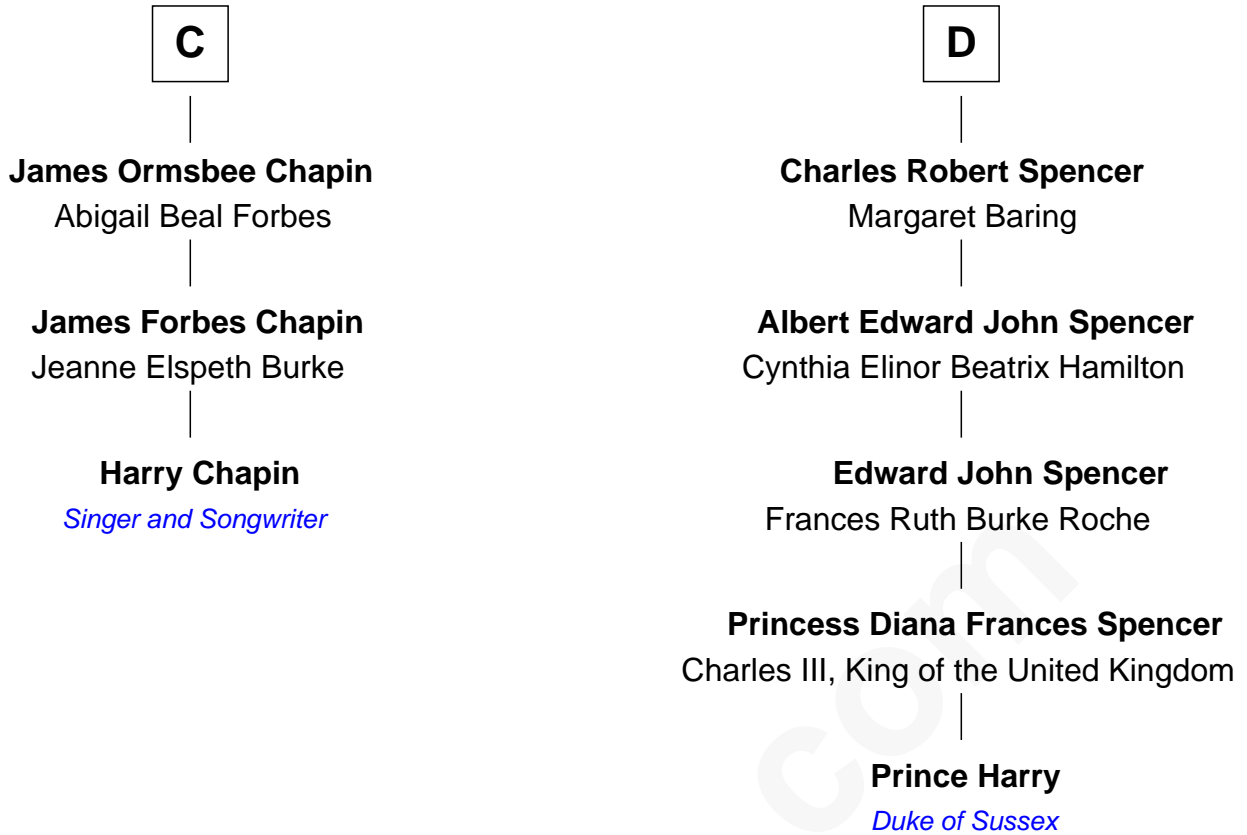 C
James Ormsbee Chapin
Abigail Beal Forbes
James Forbes Chapin
Jeanne Elspeth Burke
Harry Chapin
Singer and Songwriter
D
Charles Robert Spencer
Margaret Baring
Albert Edward John Spencer
Cynthia Elinor Beatrix Hamilton
Edward John Spencer
Frances Ruth Burke Roche
Princess Diana Frances Spencer
Charles III, King of the United Kingdom
Prince Harry
Duke of Sussex
com